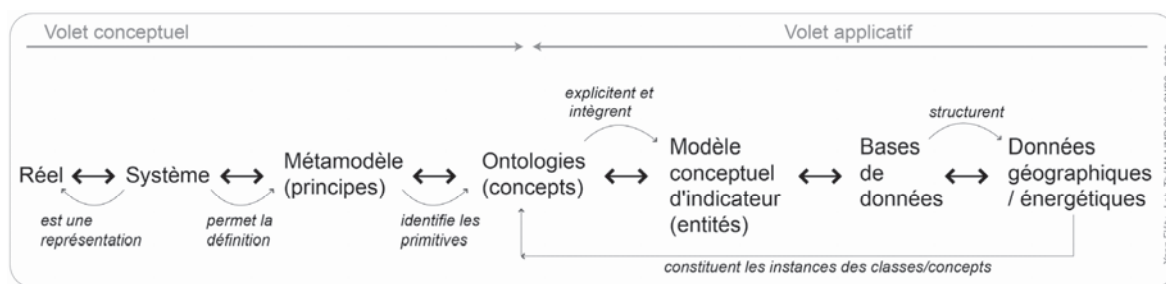 Volet conceptuel
Volet applicatif
explicitent et
intègrent
structurent
Réel
Système
Métamodèle
(principes)
Ontologies
(concepts)
Modèle
conceptuel
d'indicateur
(entités)
Bases
de
données
Données
géographiques
/ énergétiques
est une
représentation
permet la
définition
identifie les
primitives
constituent les instances des classes/concepts